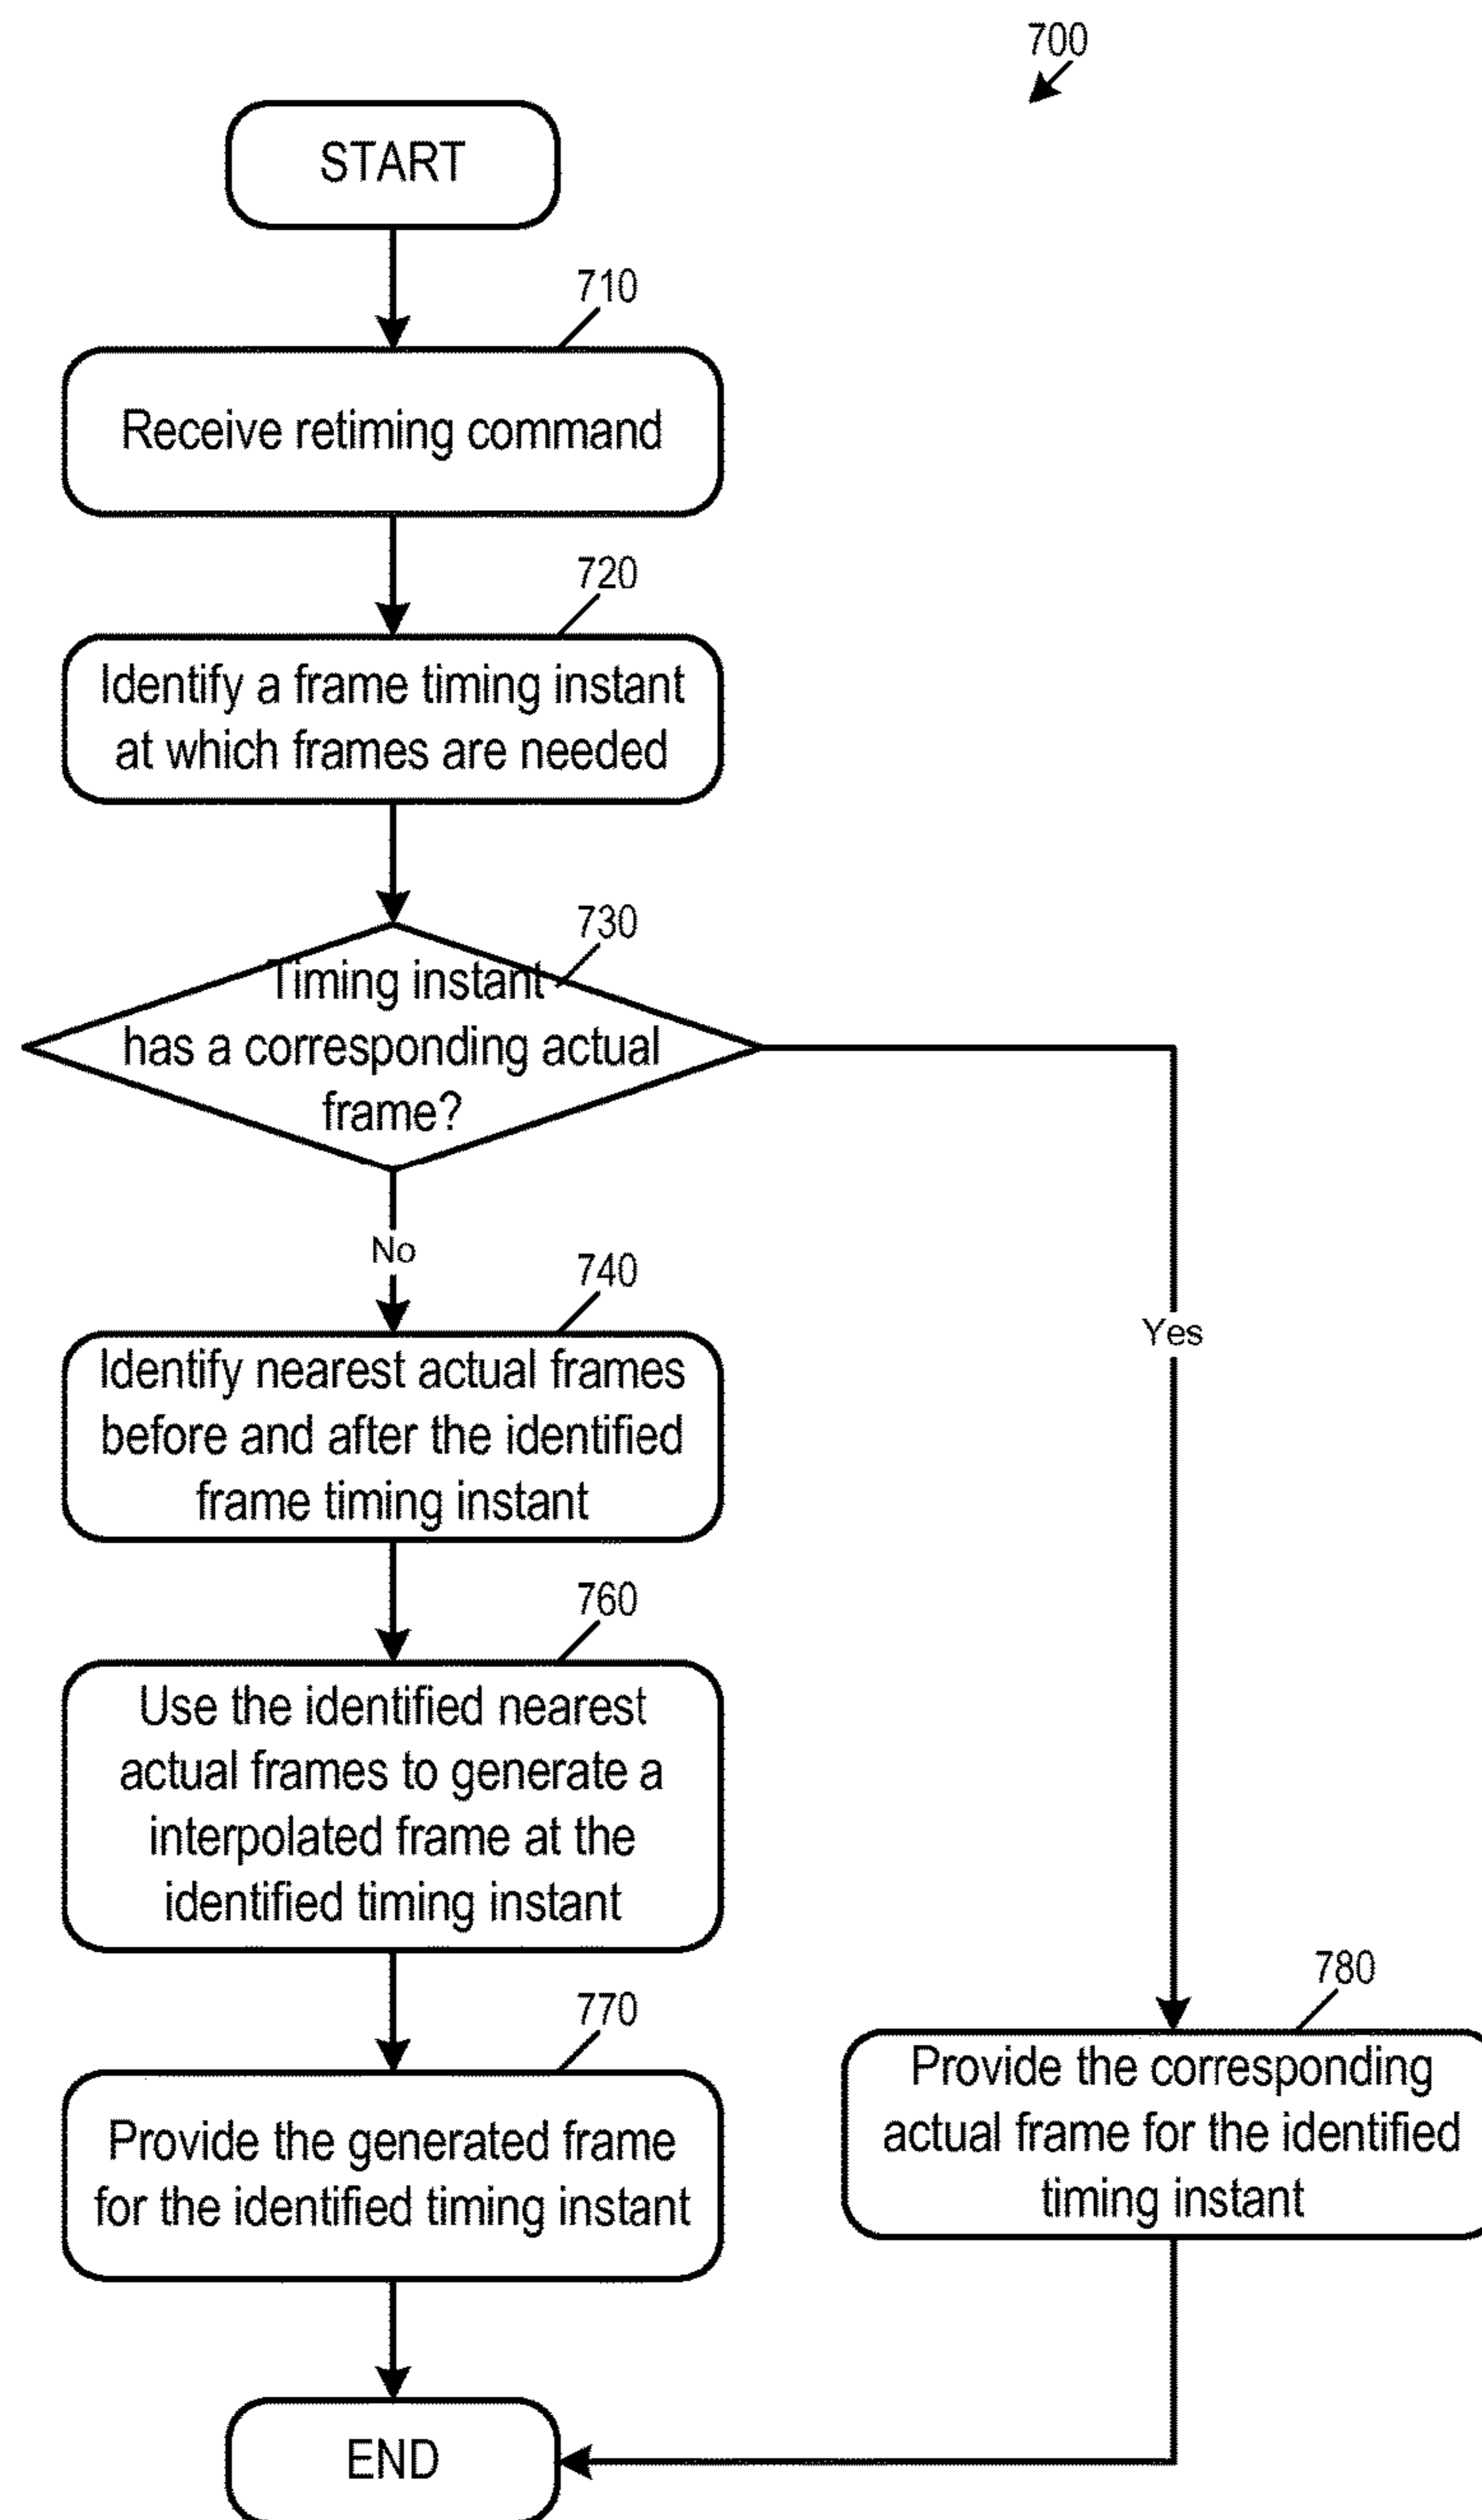 700
START
710
Receive retiming command
720
Identify a frame timing instant
at which frames are needed
730
Timing instant
has a corresponding actual
frame?
No
Yes
740
Identify nearest actual frames
before and after the identified
frame timing instant
760
Use the identified nearest
actual frames to generate a
interpolated frame at the
identified timing instant
770
Provide the generated frame
for the identified timing instant
780
Provide the corresponding
actual frame for the identified
timing instant
END